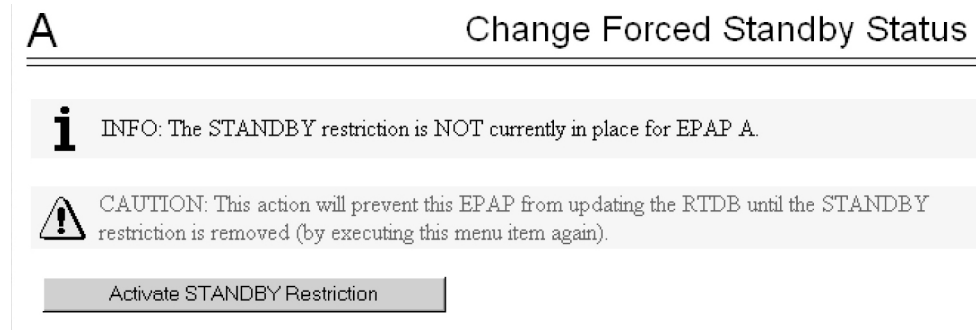 A
Change Forced Standby Status
INFO: The STANDBY restriction is NOT currently in place for EPAP A.
CAUTION: This action will prevent this EPAP from updating the RTDB until the STANDBY
restriction is removed (by executing this menu item again).
Activate STANDBY Restriction